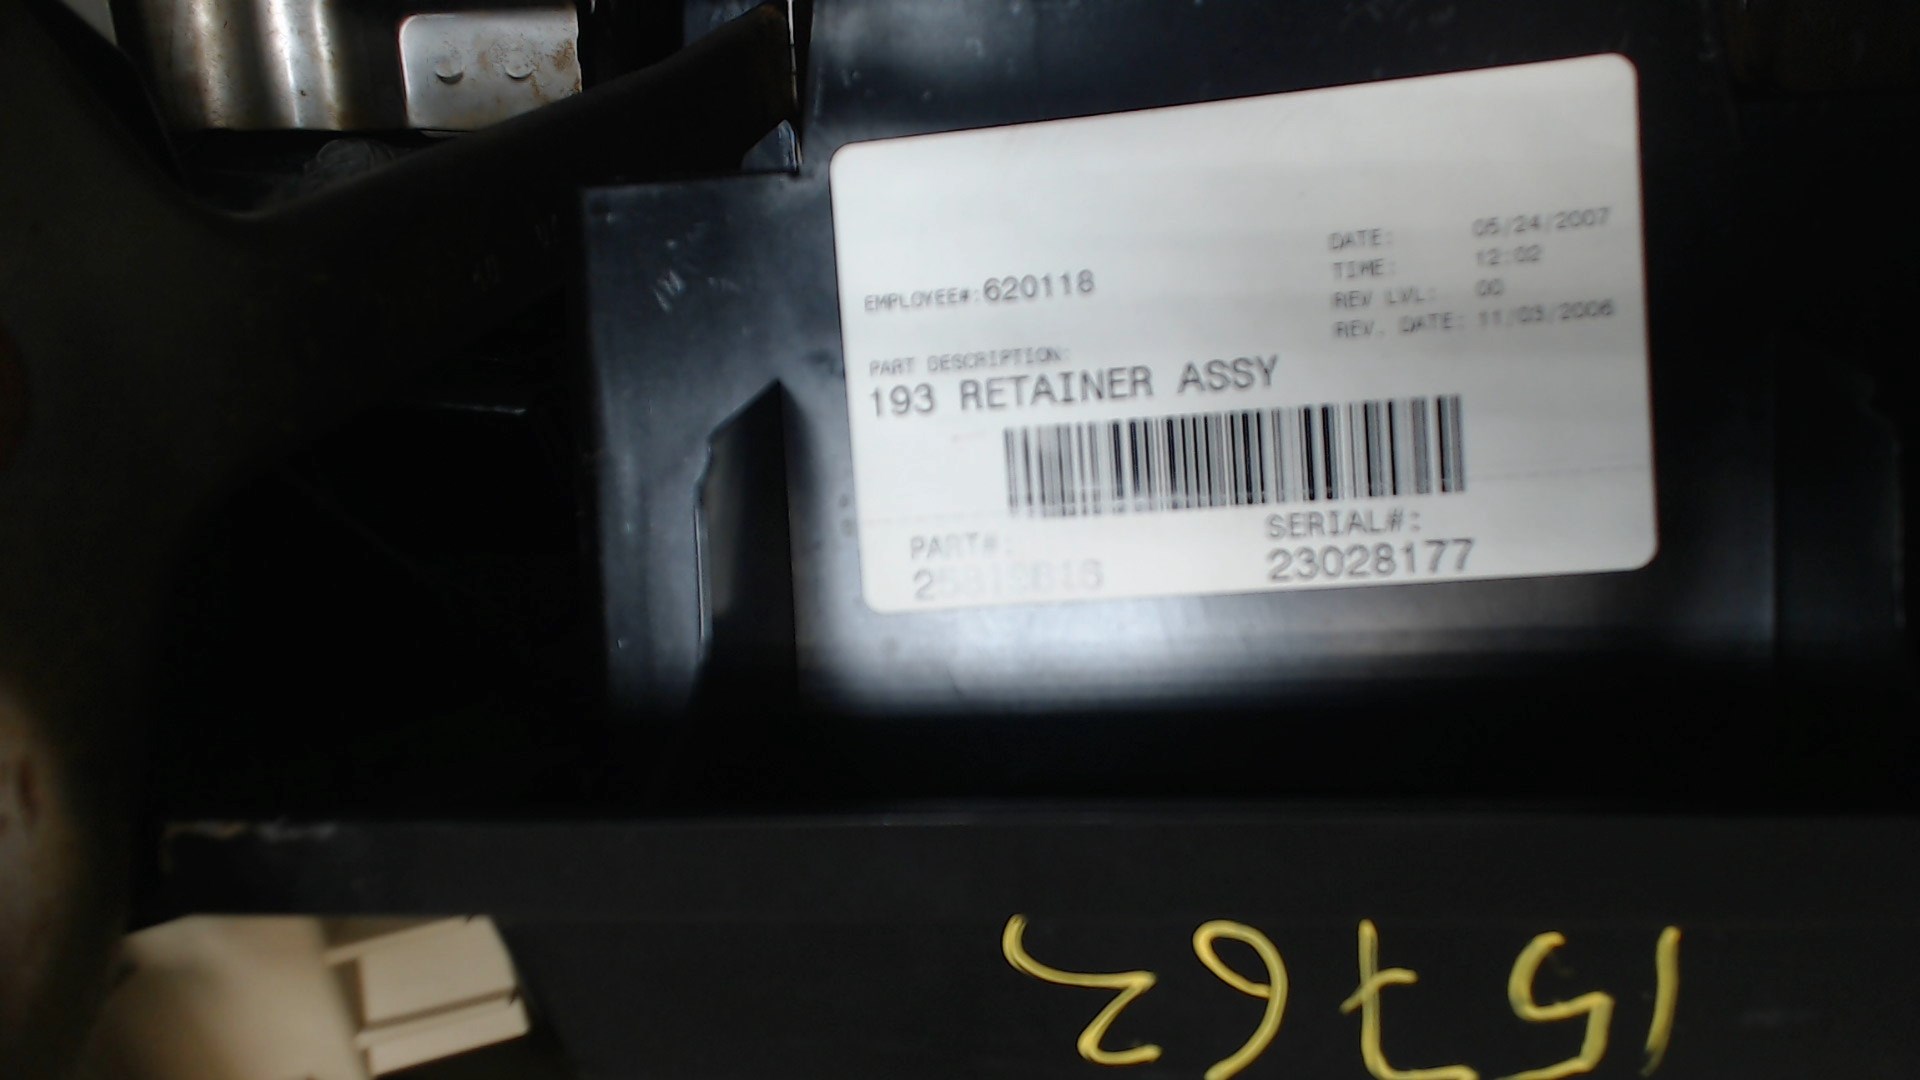 DATE: 05/24/2007
TIME: 12:02
EMPLOYEE#:620118
REV LVL: 00
REV. DATE: 11/03/2006
PART DESCRIPTION:
193 RETAINER ASSY
PART#:
SERIAL#:
23028177
15762